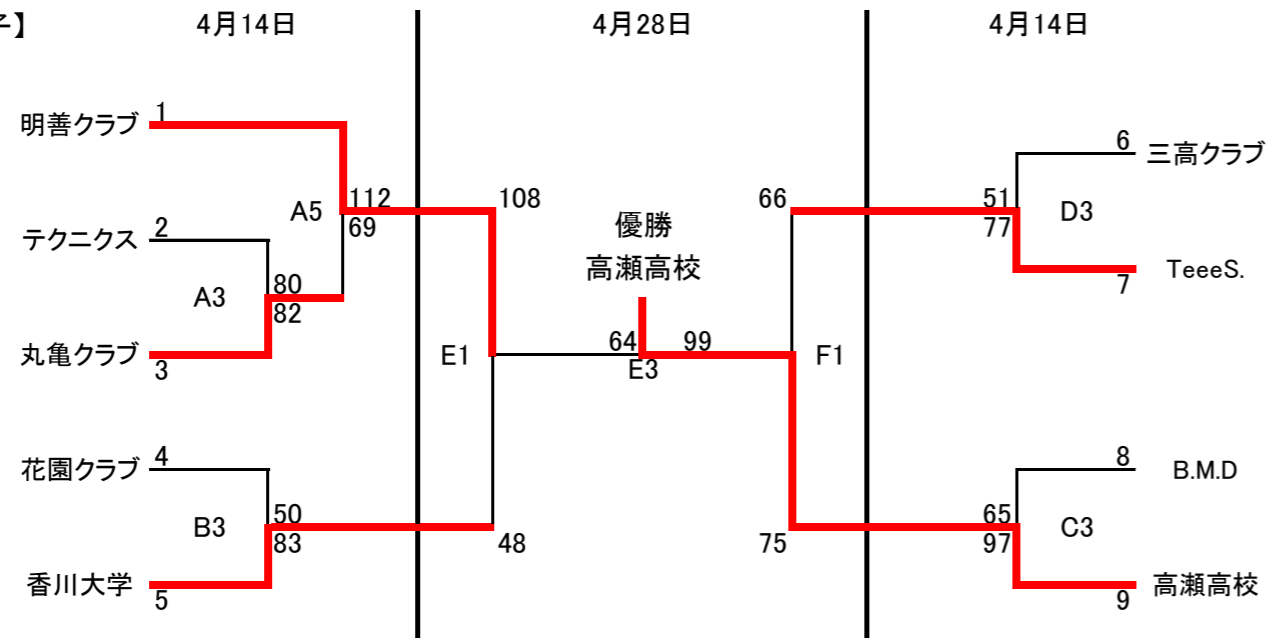 子】
4月14日
4月28日
4月14日
明善クラブ
1
テクニクス
2
丸亀クラブ
3
花園クラブ
4
香川大学
5
A5
112
69
A3
80
82
B3
50
83
108
E1
48
優勝
高瀬高校
64
99
E3
66
F1
75
6
三高クラブ
51
77
D3
TeeeS.
7
8
B.M.D
65
97
C3
高瀬高校
9